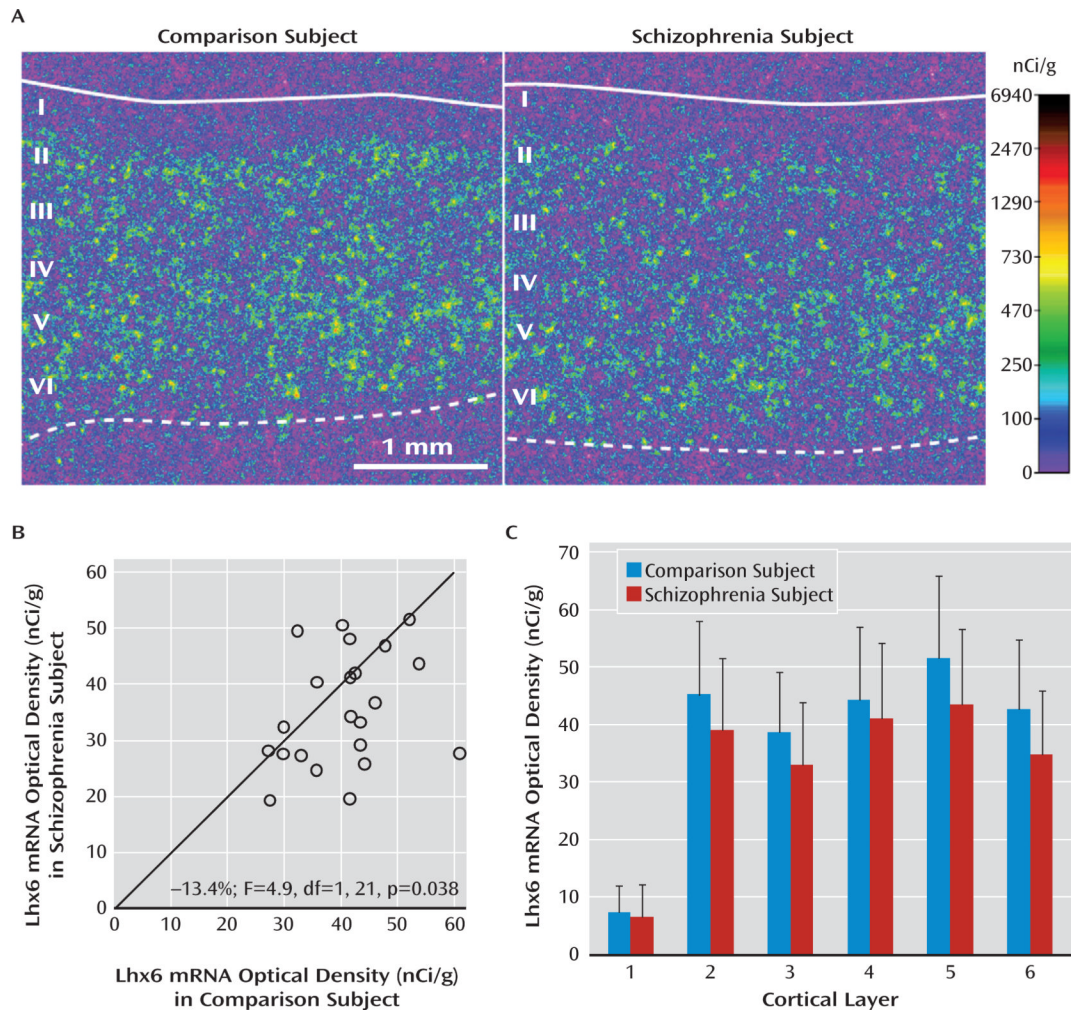 A
Comparison Subject
Schizophrenia Subject
nCi/g
I
II
III
IV
V
VI
1 mm
I
II
III
IV
V
VI
6940
2470
1290
730
470
250
100
0
B
Lhx6 mRNA Optical Density (nCi/g)
in Schizophrenia Subject
60
50
40
30
20
10
0
–13.4%; F=4.9, df=1, 21, p=0.038
0 10 20 30 40 50 60
Lhx6 mRNA Optical Density (nCi/g)
in Comparison Subject
C
Lhx6 mRNA Optical Density (nCi/g)
70
60
50
40
30
20
10
0
Comparison Subject
Schizophrenia Subject
1 2 3 4 5 6
Cortical Layer